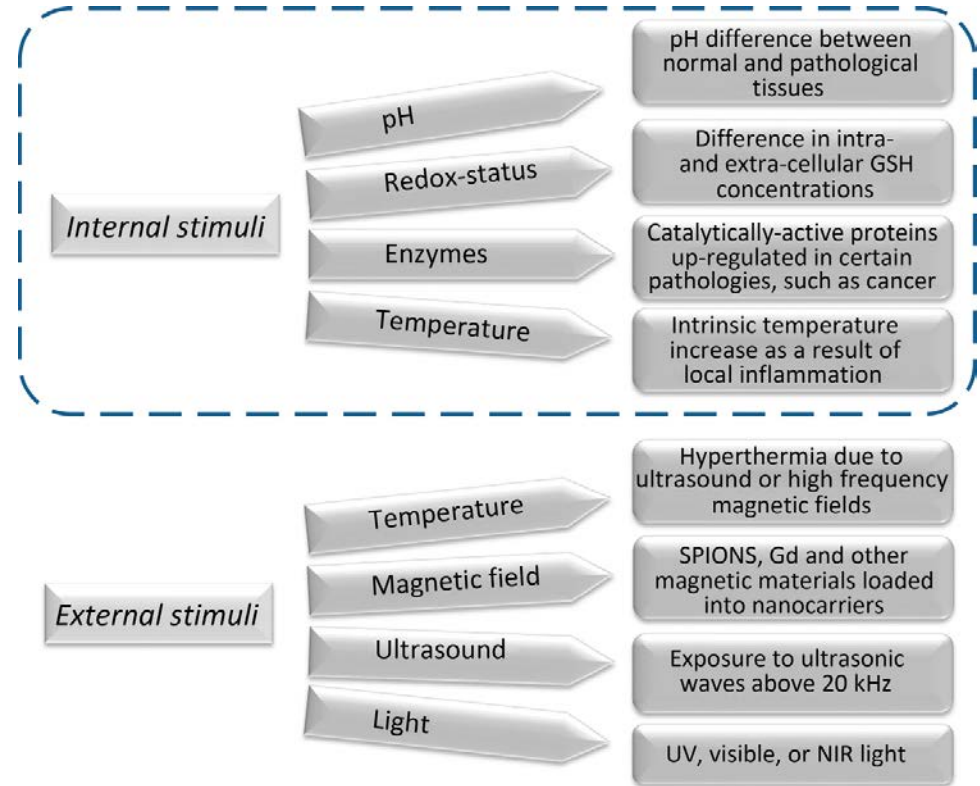 Internal stimuli
pH
pH difference between
normal and pathological
tissues
Redox-status
Difference in intra-
and extra-cellular GSH
concentrations
Enzymes
Catalytically-active proteins
up-regulated in certain
pathologies, such as cancer
Temperature
Intrinsic temperature
increase as a result of
local inflammation
External stimuli
Temperature
Hyperthermia due to
ultrasound or high frequency
magnetic fields
Magnetic field
SPIONS, Gd and other
magnetic materials loaded
into nanocarriers
Ultrasound
Exposure to ultrasonic
waves above 20 kHz
Light
UV, visible, or NIR light